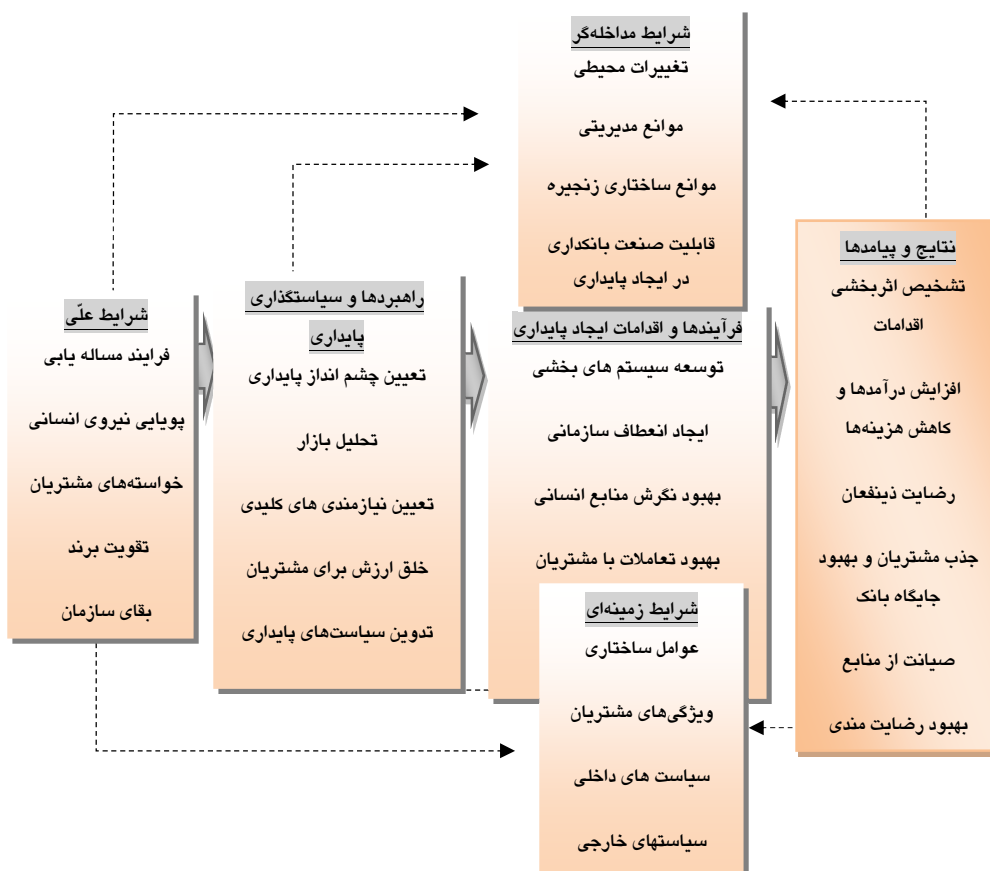 شرایط مداخله‌گر
تغییرات محیطی
موانع مدیریتی
موانع ساختاری زنجیره
قابلیت صنعت بانکداری
در ایجاد پایداری
نتایج و پیامدها
تشخیص اثربخشی
اقدامات
افزایش درآمدها و
کاهش هزینه‌ها
رضایت ذینفعان
جذب مشتریان و بهبود
جایگاه بانک
صیانت از منابع
بهبود رضایت مندی
فرآیندها و اقدامات ایجاد پایداری
توسعه سیستم های بخشی
ایجاد انعطاف سازمانی
بهبود نگرش منابع انسانی
بهبود تعاملات با مشتریان
راهبردها و سیاستگذاری
پایداری
تعیین چشم انداز پایداری
تحلیل بازار
تعیین نیازمندی های کلیدی
خلق ارزش برای مشتریان
تدوین سیاست‌های پایداری
شرایط علّی
فرایند مساله یابی
پویایی نیروی انسانی
خواسته‌های مشتریان
تقویت برند
بقای سازمان
شرایط زمینه‌ای
عوامل ساختاری
ویژگی‌های مشتریان
سیاست های داخلی
سیاستهای خارجی